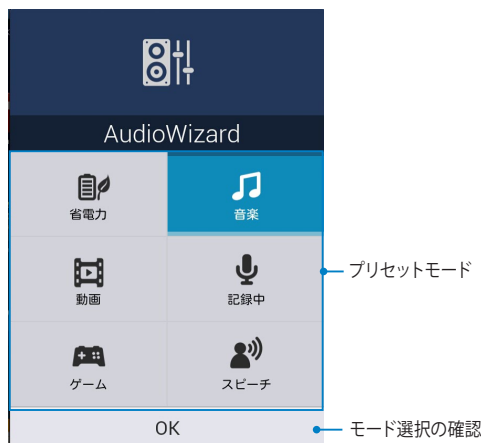 AudioWizard
省電力
音楽
動画
記録中
プリセットモード
ゲーム
スピーチ
OK
モード選択の確認